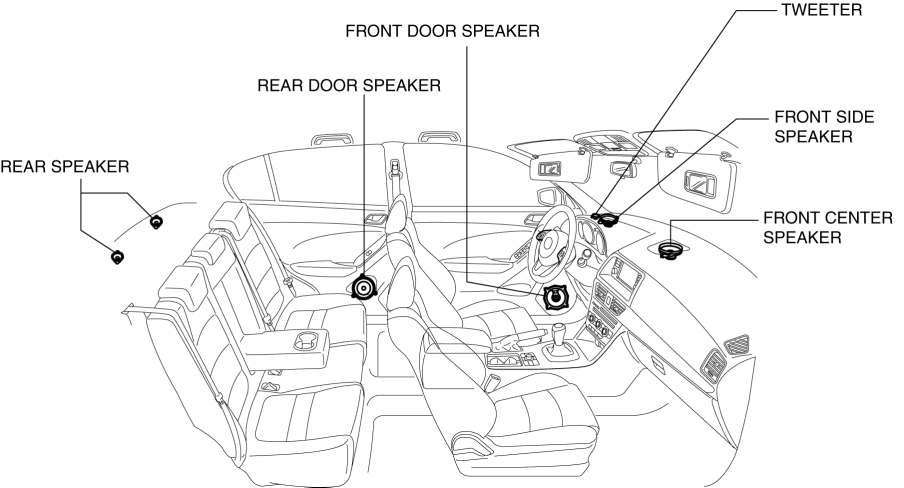 TWEETER
FRONT DOOR SPEAKER
REAR DOOR SPEAKER
FRONT SIDE
SPEAKER
REAR SPEAKER
FRONT CENTER
SPEAKER